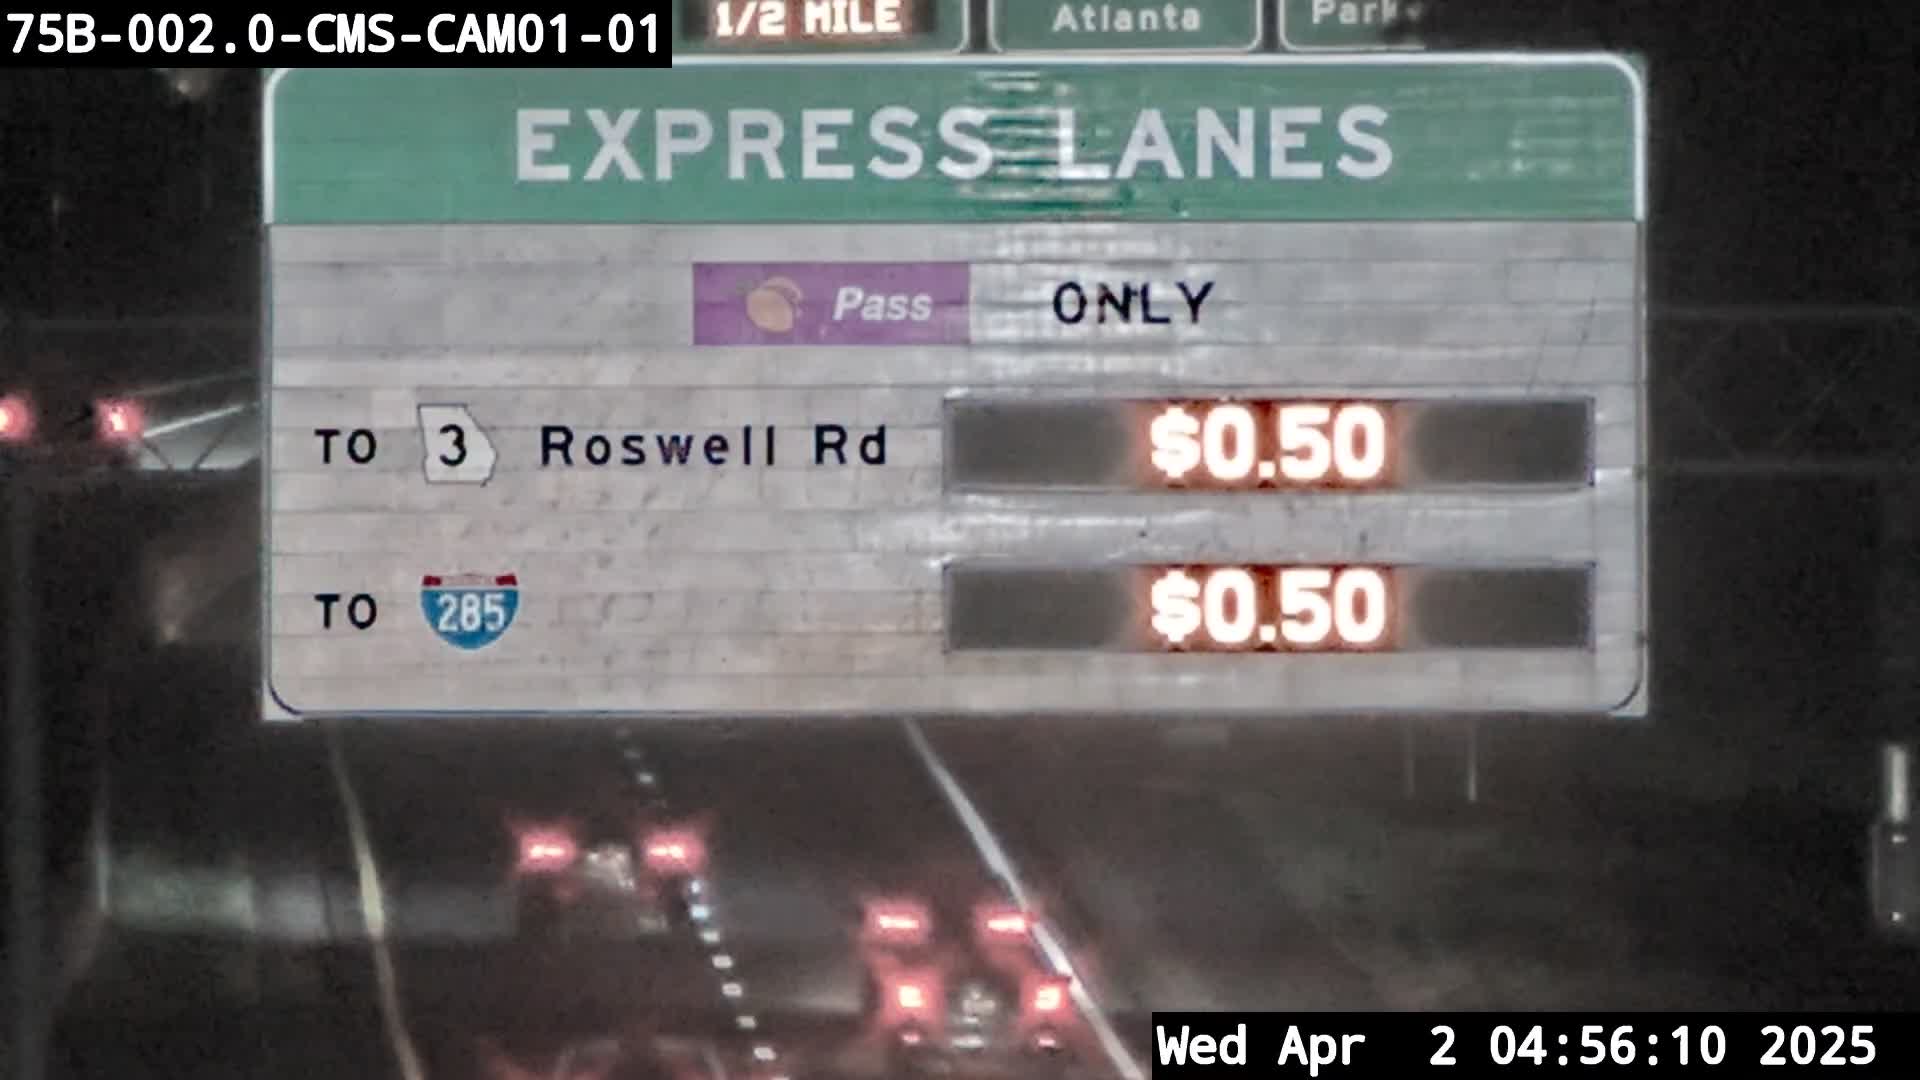 75B-002.0-CMS-CAM01-01
1/2 MILE
Atlanta
Park
EXPRESS LANES
Pass ONLY
TO 3 Roswell Rd $0.50
TO 285 $0.50
Wed Apr 2 04:56:10 2025